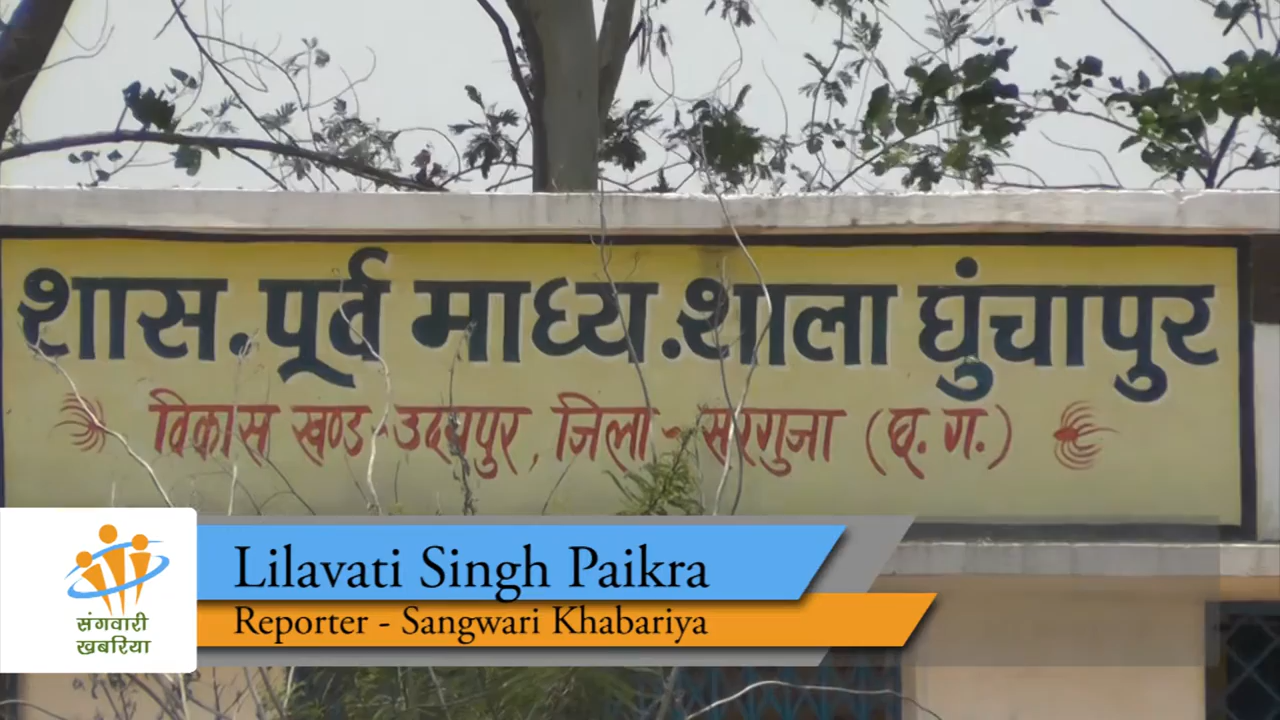 शास.पूर्व माध्य.शाला घुंचापुर
विकास खण्ड-उदयपुर, जिला-सरगुजा (छ.ग.)
Lilavati Singh Paikra
Reporter - Sangwari Khabariya
संगवारी
खबरिया